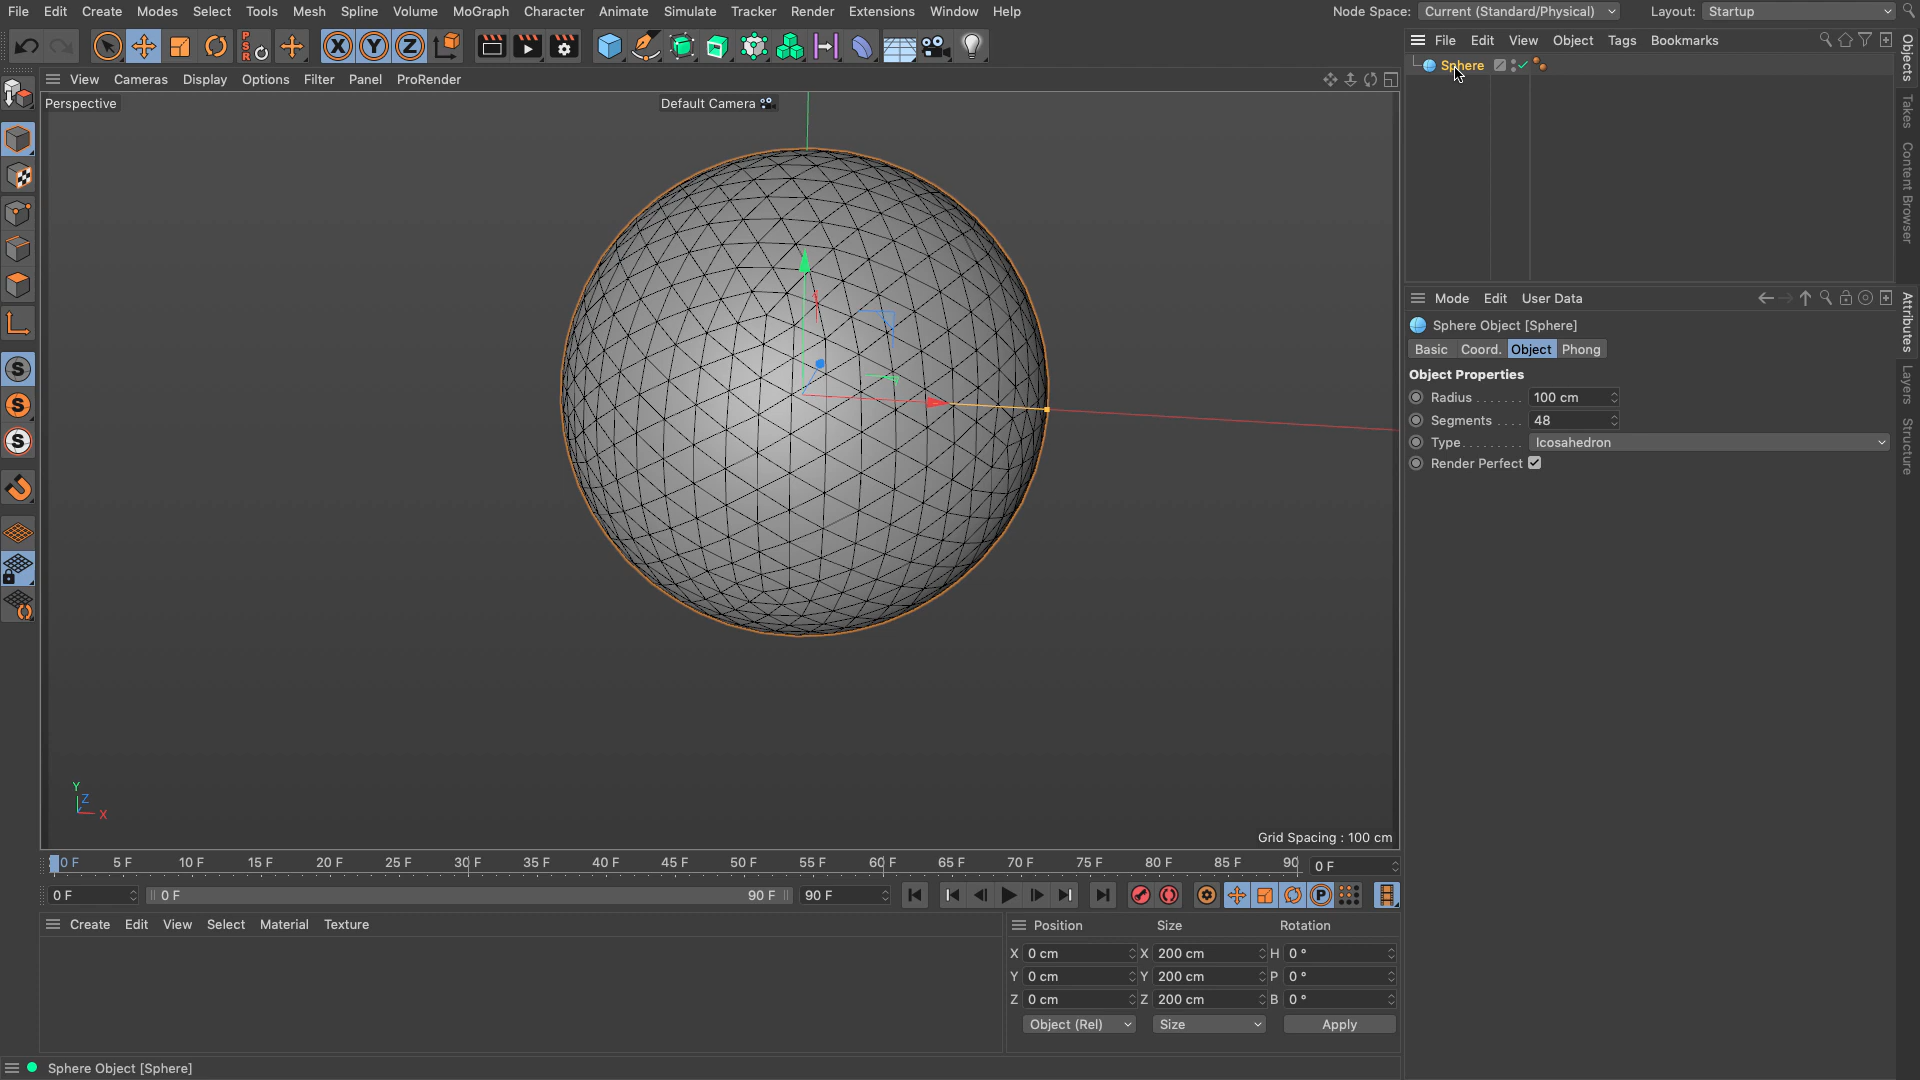 File Edit Create Modes Select Tools Mesh Spline Volume MoGraph Character Animate Simulate Tracker Render Extensions Window Help Node Space: Current (Standard/Physical) Layout: Startup
PSR X Y Z
File Edit View Object Tags Bookmarks
Sphere
Objects
Takes
Content Browser
View Cameras Display Options Filter Panel ProRender
Perspective Default Camera
Mode Edit User Data
Sphere Object [Sphere]
Basic Coord. Object Phong
Object Properties
Radius . . . . . . . 100 cm
Segments . . . . 48
Type. . . . . . . . . Icosahedron
Render Perfect
Attributes
Layers
Structure
S
S
S
Y
Z
X
Grid Spacing : 100 cm
0 F 5 F 10 F 15 F 20 F 25 F 30 F 35 F 40 F 45 F 50 F 55 F 60 F 65 F 70 F 75 F 80 F 85 F 90 0 F
0 F 0 F 90 F 90 F P
Create Edit View Select Material Texture
Position Size Rotation
X 0 cm X 200 cm H 0 °
Y 0 cm Y 200 cm P 0 °
Z 0 cm Z 200 cm B 0 °
Object (Rel) Size Apply
Sphere Object [Sphere]